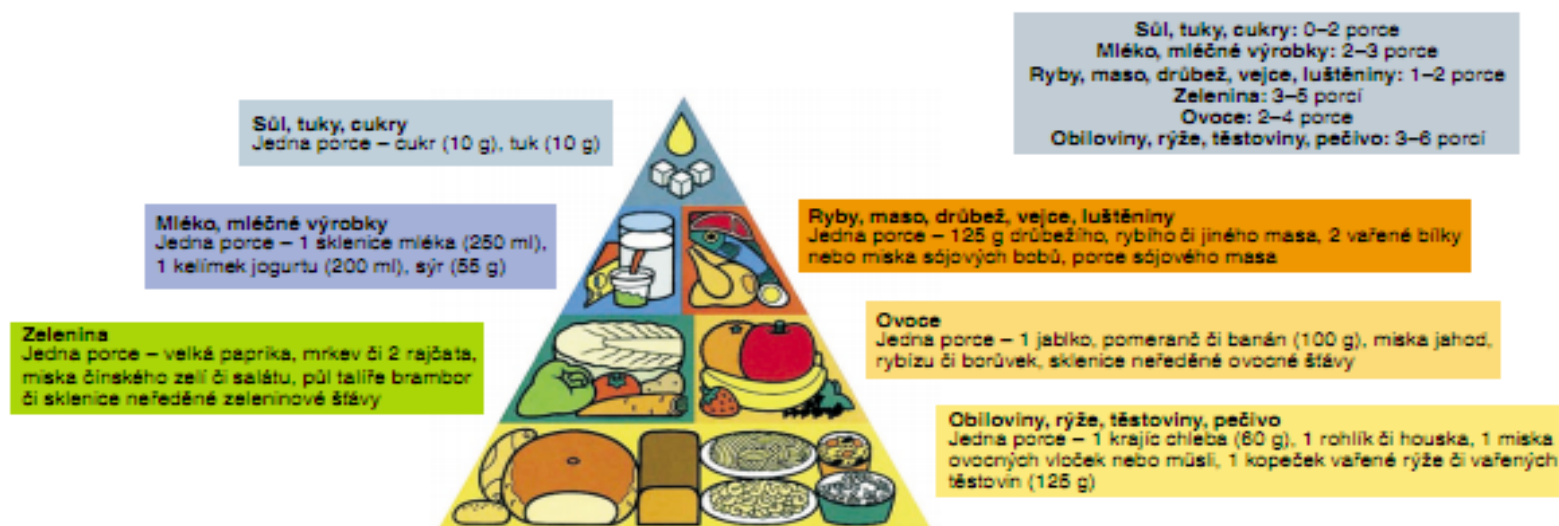 Sůl, tuky, cukry: 0–2 porce
Mléko, mléčné výrobky: 2–3 porce
Ryby, maso, drůbež, vejce, luštěniny: 1–2 porce
Zelenina: 3–5 porcí
Ovoce: 2–4 porce
Obiloviny, rýže, těstoviny, pečivo: 3–6 porcí
Sůl, tuky, cukry
Jedna porce – cukr (10 g), tuk (10 g)
Mléko, mléčné výrobky
Jedna porce – 1 sklenice mléka (250 ml),
1 kelímek jogurtu (200 ml), sýr (55 g)
Ryby, maso, drůbež, vejce, luštěniny
Jedna porce – 125 g drůbežího, rybího či jiného masa, 2 vařené bílky
nebo miska sójových bobů, porce sójového masa
Zelenina
Jedna porce – velká paprika, mrkev či 2 rajčata,
miska čínského zelí či salátu, půl talíře brambor
či sklenice neředěné zeleninové šťávy
Ovoce
Jedna porce – 1 jablko, pomeranč či banán (100 g), miska jahod,
rybízu či borůvek, sklenice neředěné ovocné šťávy
Obiloviny, rýže, těstoviny, pečivo
Jedna porce – 1 krajíc chleba (60 g), 1 rohlík či houska, 1 miska
ovocných vloček nebo müsli, 1 kopeček vařené rýže či vařených
těstovin (125 g)